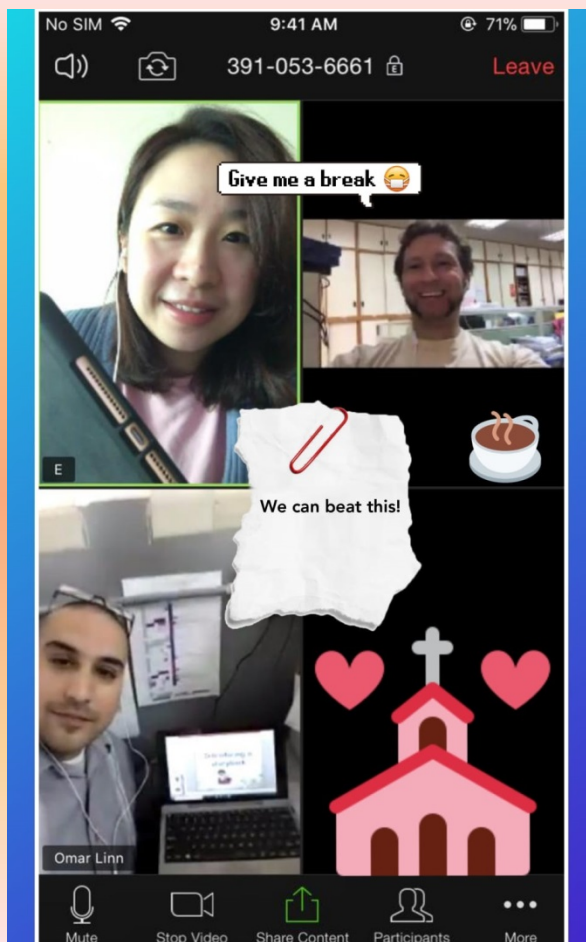 No SIM 9:41 AM 71%
391-053-6661 E Leave
Give me a break 😷
E
We can beat this!
Omar Linn
Mute Stop Video Share Content Participants More